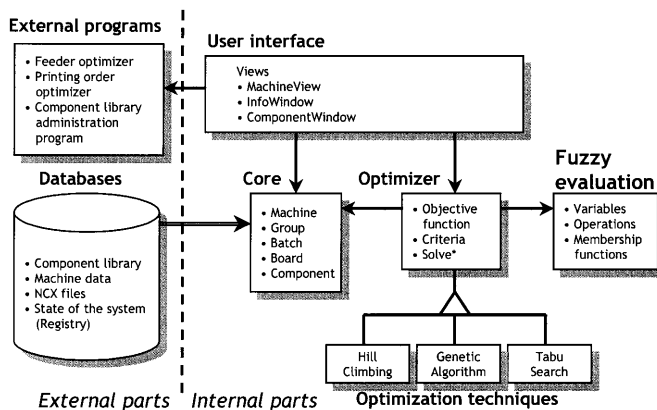 External programs
• Feeder optimizer
• Printing order
optimizer
• Component library
administration
program
User interface
Views
• MachineView
• InfoWindow
• ComponentWindow
Databases
• Component library
• Machine data
• NCX files
• State of the system
(Registry)
Core
• Machine
• Group
• Batch
• Board
• Component
Optimizer
• Objective
function
• Criteria
• Solve*
Fuzzy
evaluation
• Variables
• Operations
• Membership
functions
Hill
Climbing
Genetic
Algorithm
Tabu
Search
External parts
Internal parts
Optimization techniques